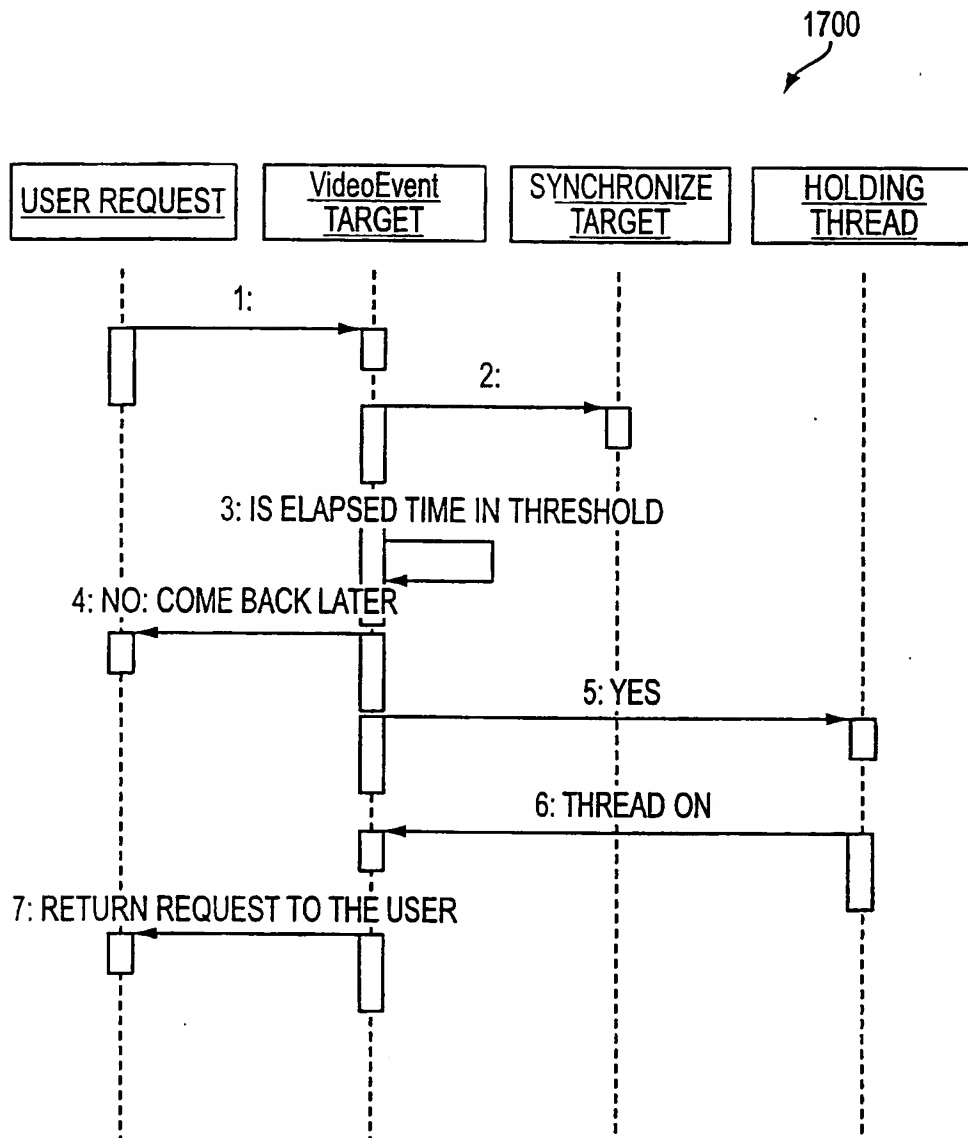 1700
USER REQUEST
VideoEvent
TARGET
SYNCHRONIZE
TARGET
HOLDING
THREAD
1:
2:
3: IS ELAPSED TIME IN THRESHOLD
4: NO: COME BACK LATER
5: YES
6: THREAD ON
7: RETURN REQUEST TO THE USER